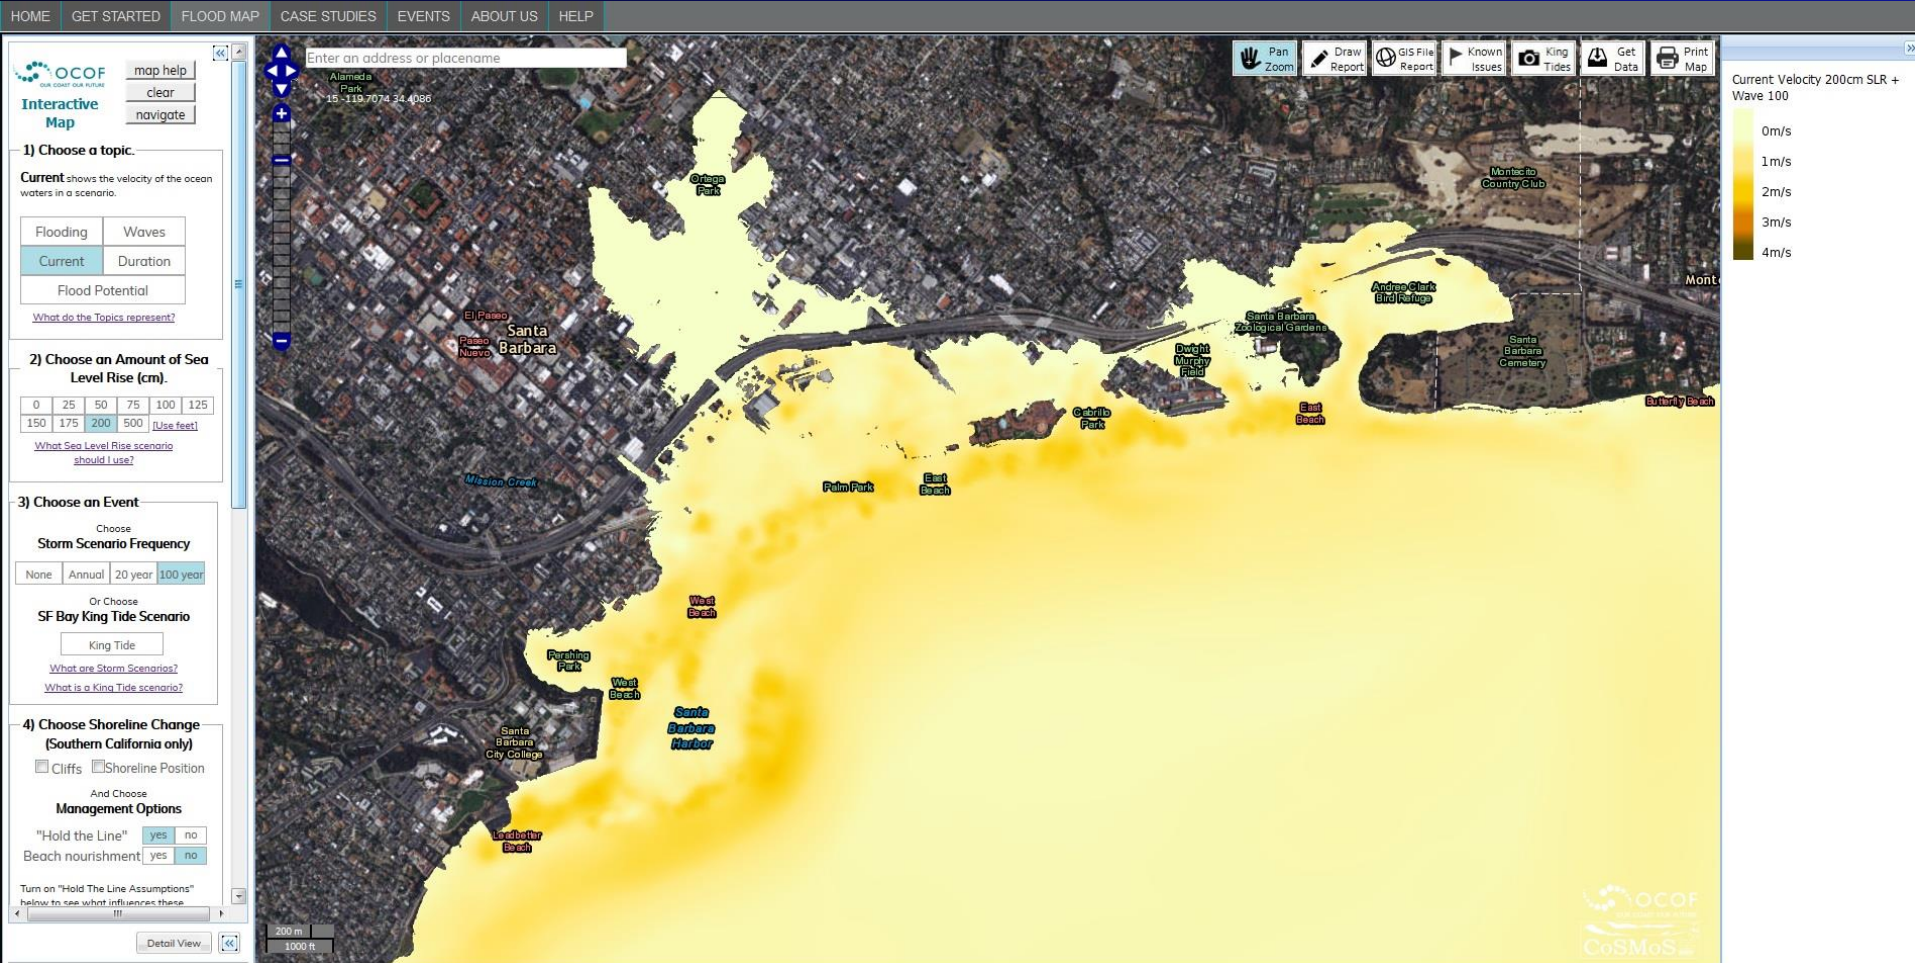 HOME GET STARTED FLOOD MAP CASE STUDIES EVENTS ABOUT US HELP
OCOF
OUR COAST OUR FUTURE
Interactive
Map
map help
clear
navigate
1) Choose a topic.
Current shows the velocity of the ocean
waters in a scenario.
Flooding Waves
Current Duration
Flood Potential
What do the Topics represent?
2) Choose an Amount of Sea
Level Rise (cm).
0 25 50 75 100 125
150 175 200 500 [Use feet]
What Sea Level Rise scenario
should I use?
3) Choose an Event
Choose
Storm Scenario Frequency
None Annual 20 year 100 year
Or Choose
SF Bay King Tide Scenario
King Tide
What are Storm Scenarios?
What is a King Tide scenario?
4) Choose Shoreline Change
(Southern California only)
Cliffs Shoreline Position
And Choose
Management Options
"Hold the Line" yes no
Beach nourishment yes no
Turn on "Hold The Line Assumptions"
below to see what influences these
Detail View
Enter an address or placename
Alameda
Park
15 -119.7074 34.4086
Pan
Zoom
Draw
Report
GIS File
Report
Known
Issues
King
Tides
Get
Data
Print
Map
Ortega
Park
Montecito
Country Club
El Paseo
Paseo
Nuevo
Santa
Barbara
Mission Creek
Andree Clark
Bird Refuge
Mont
Santa Barbara
Zoological Gardens
Dwight
Murphy
Field
Santa
Barbara
Cemetery
Butterfly Beach
Cabrillo
Park
East
Beach
Palm Park
East
Beach
West
Beach
Pershing
Park
West
Beach
Santa
Barbara
Harbor
Santa
Barbara
City College
Leadbetter
Beach
200 m
1000 ft
OCOF
CoSMoS
Current Velocity 200cm SLR +
Wave 100
0m/s
1m/s
2m/s
3m/s
4m/s